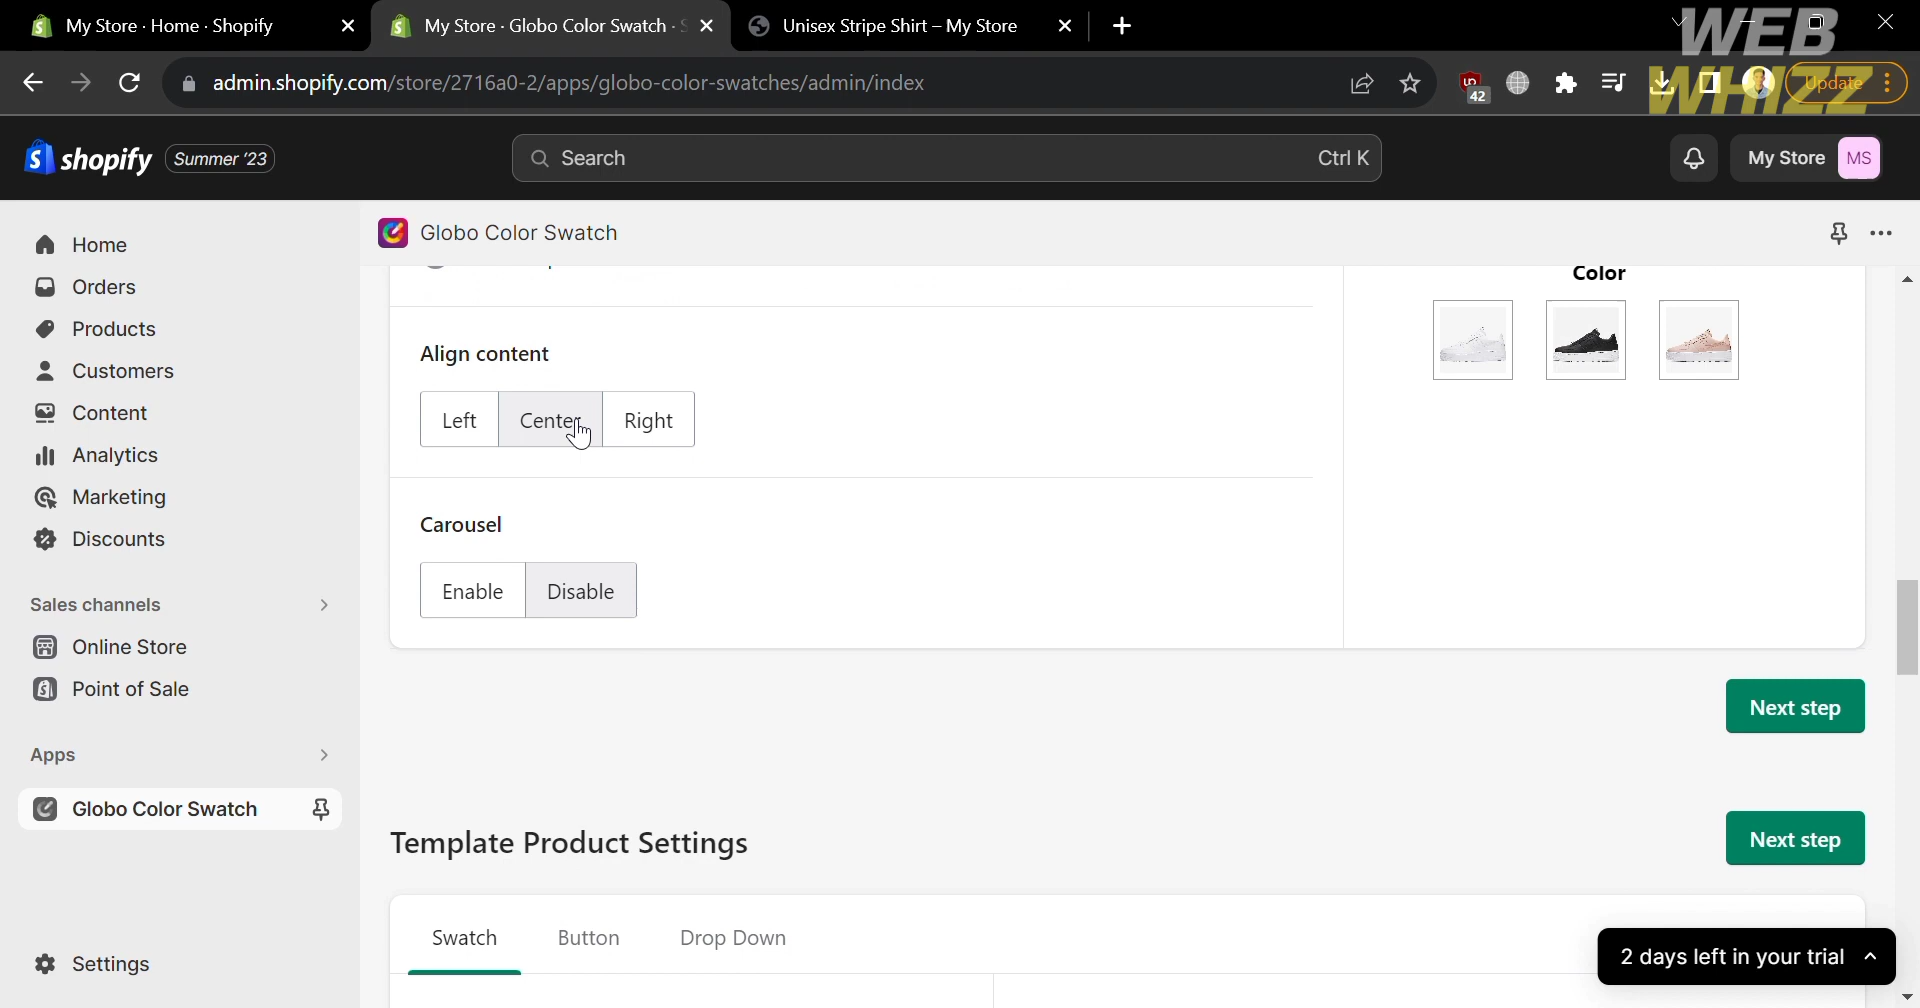 My Store · Home · Shopify
My Store · Globo Color Swatch ·
Unisex Stripe Shirt – My Store
WEB
WHIZZ
admin.shopify.com/store/2716a0-2/apps/globo-color-swatches/admin/index
42
Update
shopify
Summer '23
Search
Ctrl K
My Store
MS
Home
Orders
Products
Customers
Content
Analytics
Marketing
Discounts
Sales channels
Online Store
Point of Sale
Apps
Globo Color Swatch
Settings
Globo Color Swatch
Color
Align content
Left
Center
Right
Carousel
Enable
Disable
Next step
Template Product Settings
Next step
Swatch
Button
Drop Down
2 days left in your trial